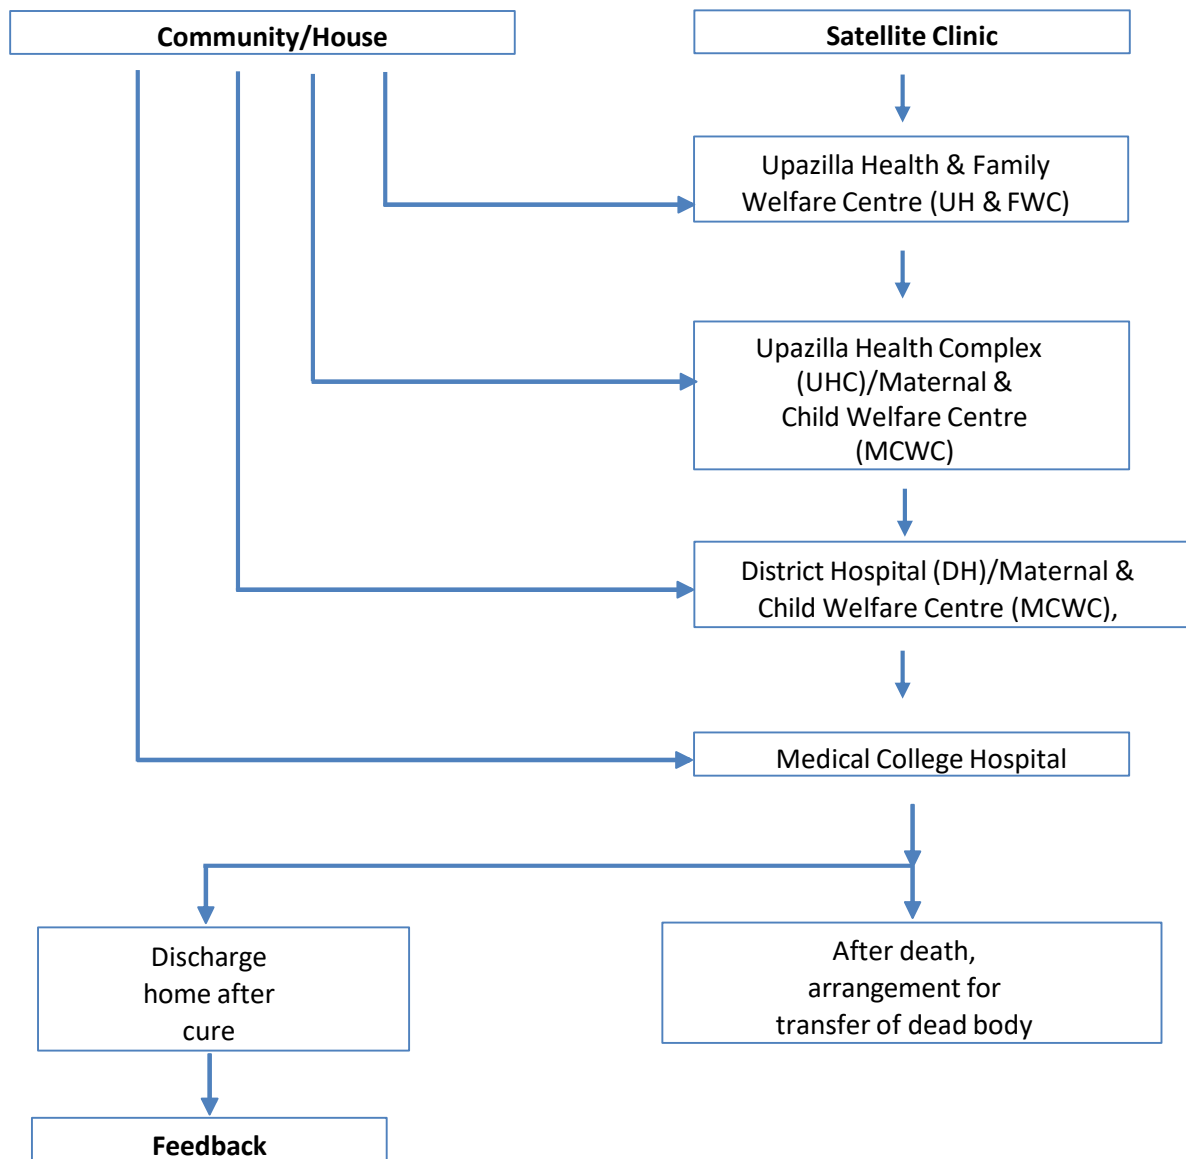 Community/House
Satellite Clinic
Upazilla Health & Family
Welfare Centre (UH & FWC)
Upazilla Health Complex
(UHC)/Maternal &
Child Welfare Centre
(MCWC)
District Hospital (DH)/Maternal &
Child Welfare Centre (MCWC),
Medical College Hospital
Discharge
home after
cure
After death,
arrangement for
transfer of dead body
Feedback